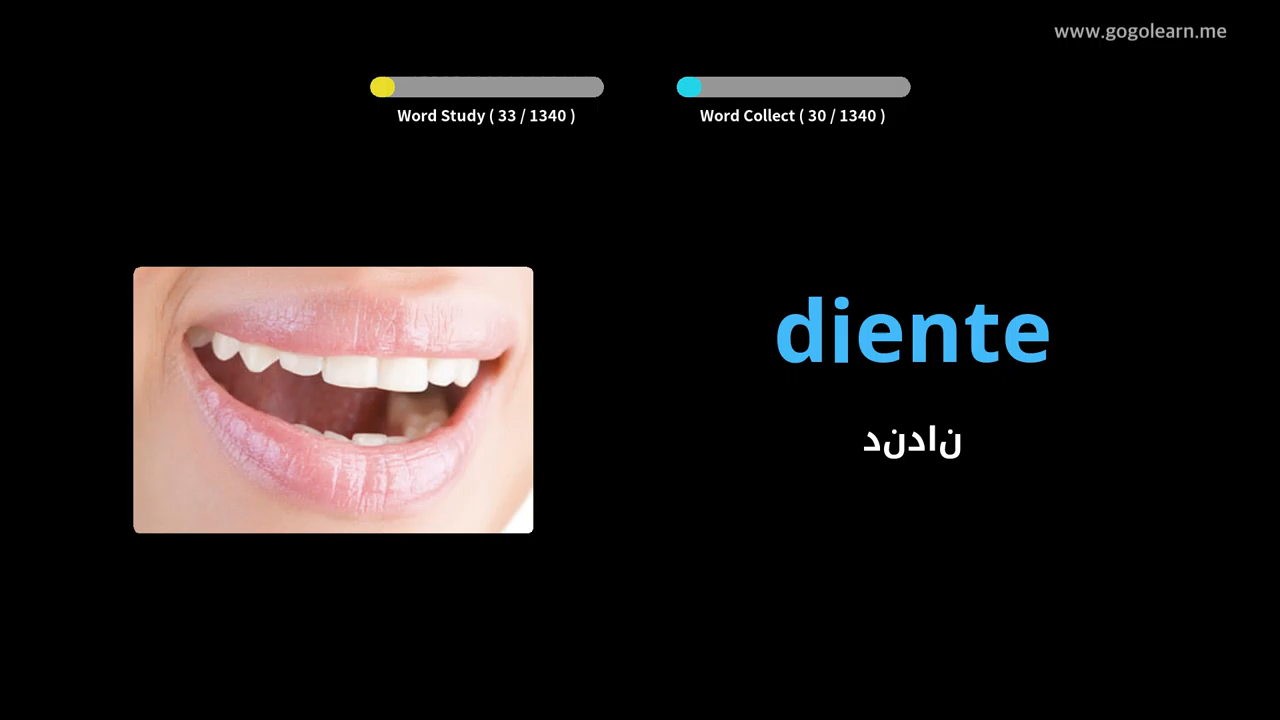 www.gogolearn.me
Word Study ( 33 / 1340 )
Word Collect ( 30 / 1340 )
diente
دندان